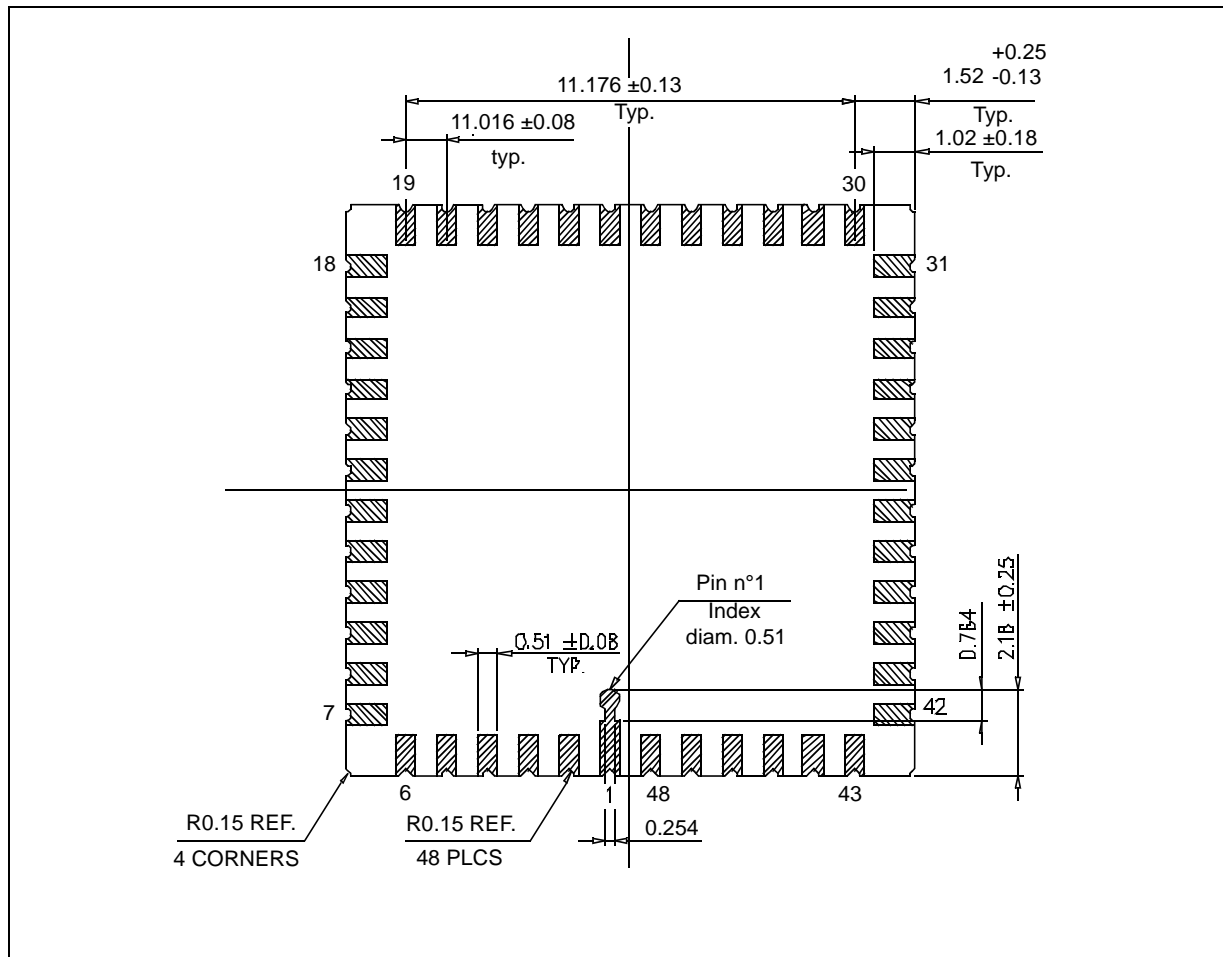 +0.25
11.176 ±0.13
1.52 -0.13
Typ.
Typ.
11.016 ±0.08
1.02 ±0.18
typ.
Typ.
19
30
18
31
Pin n°1
Index
diam. 0.51
0.51 ±0.08
TYP.
0.784
2.18 ±0.25
7
42
6
1
48
43
R0.15 REF.
4 CORNERS
R0.15 REF.
48 PLCS
0.254